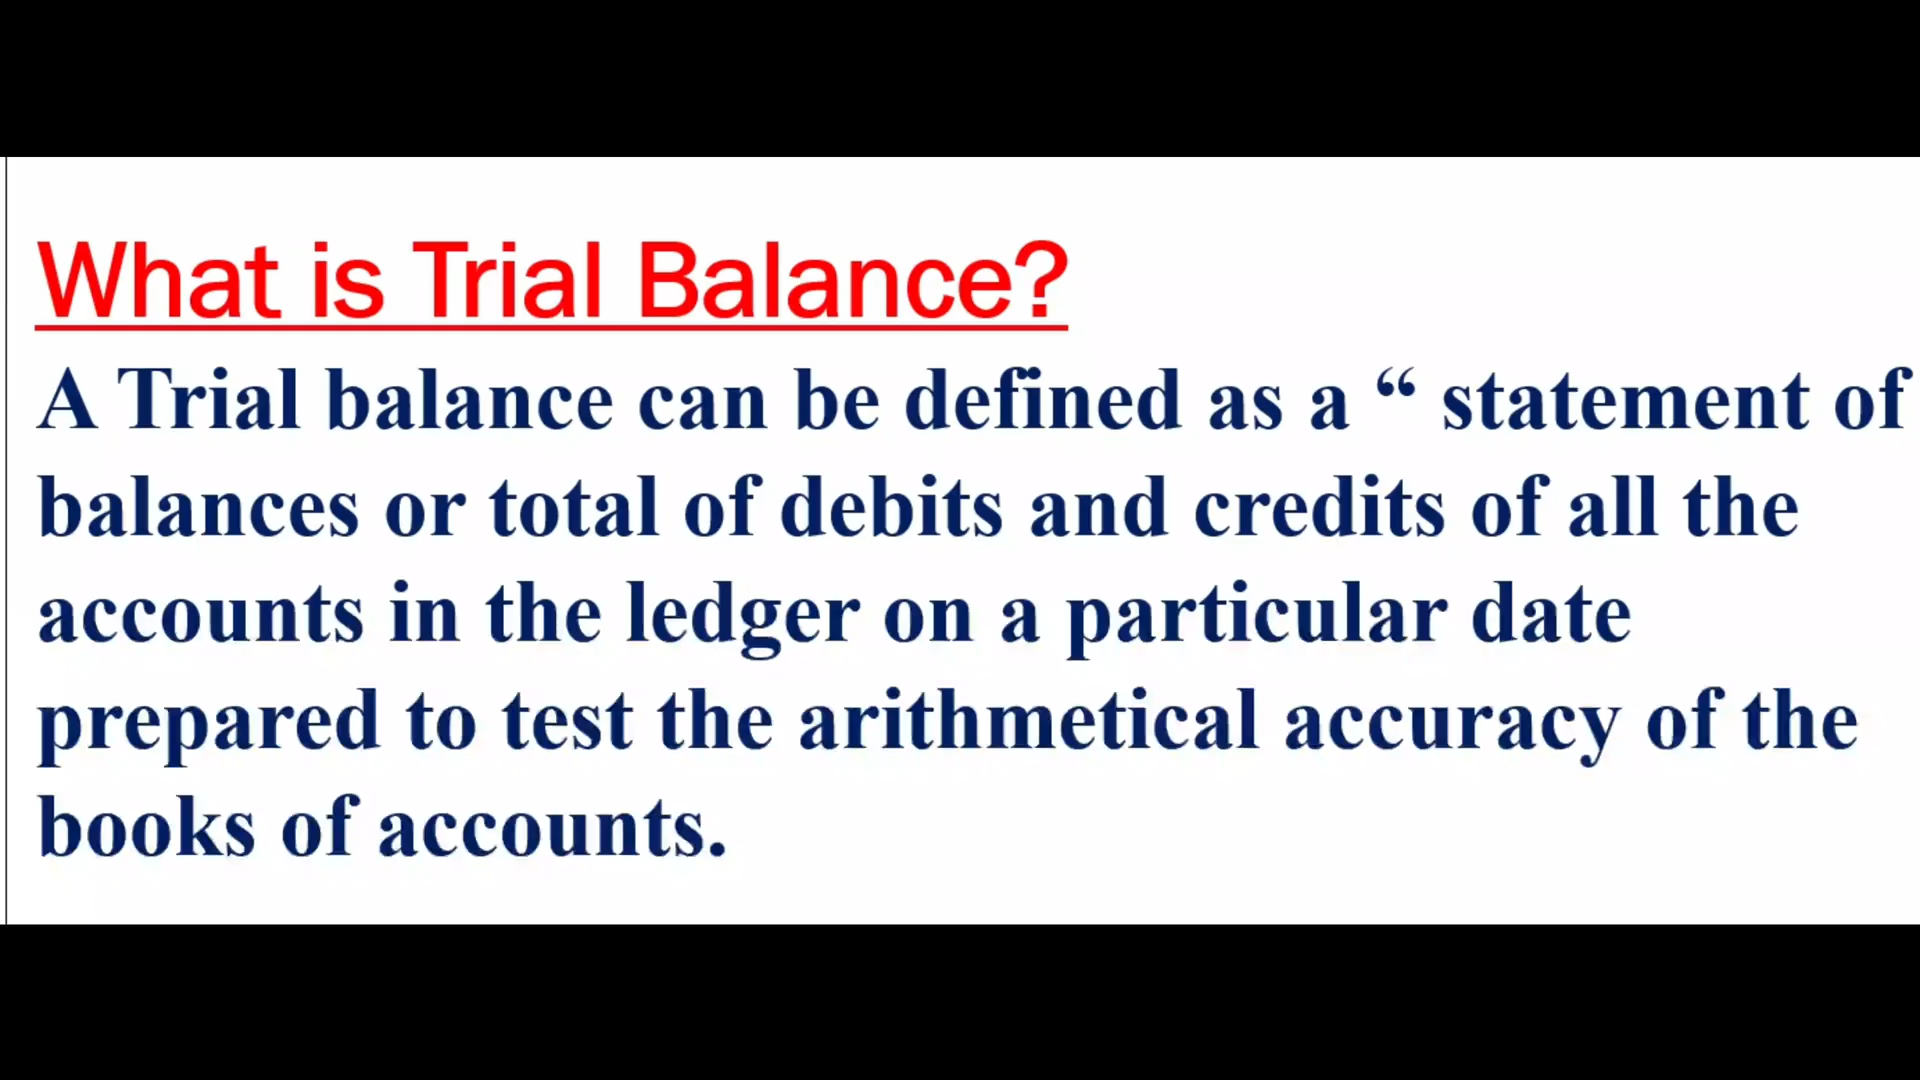 What is Trial Balance?
A Trial balance can be defined as a “ statement of
balances or total of debits and credits of all the
accounts in the ledger on a particular date
prepared to test the arithmetical accuracy of the
books of accounts.